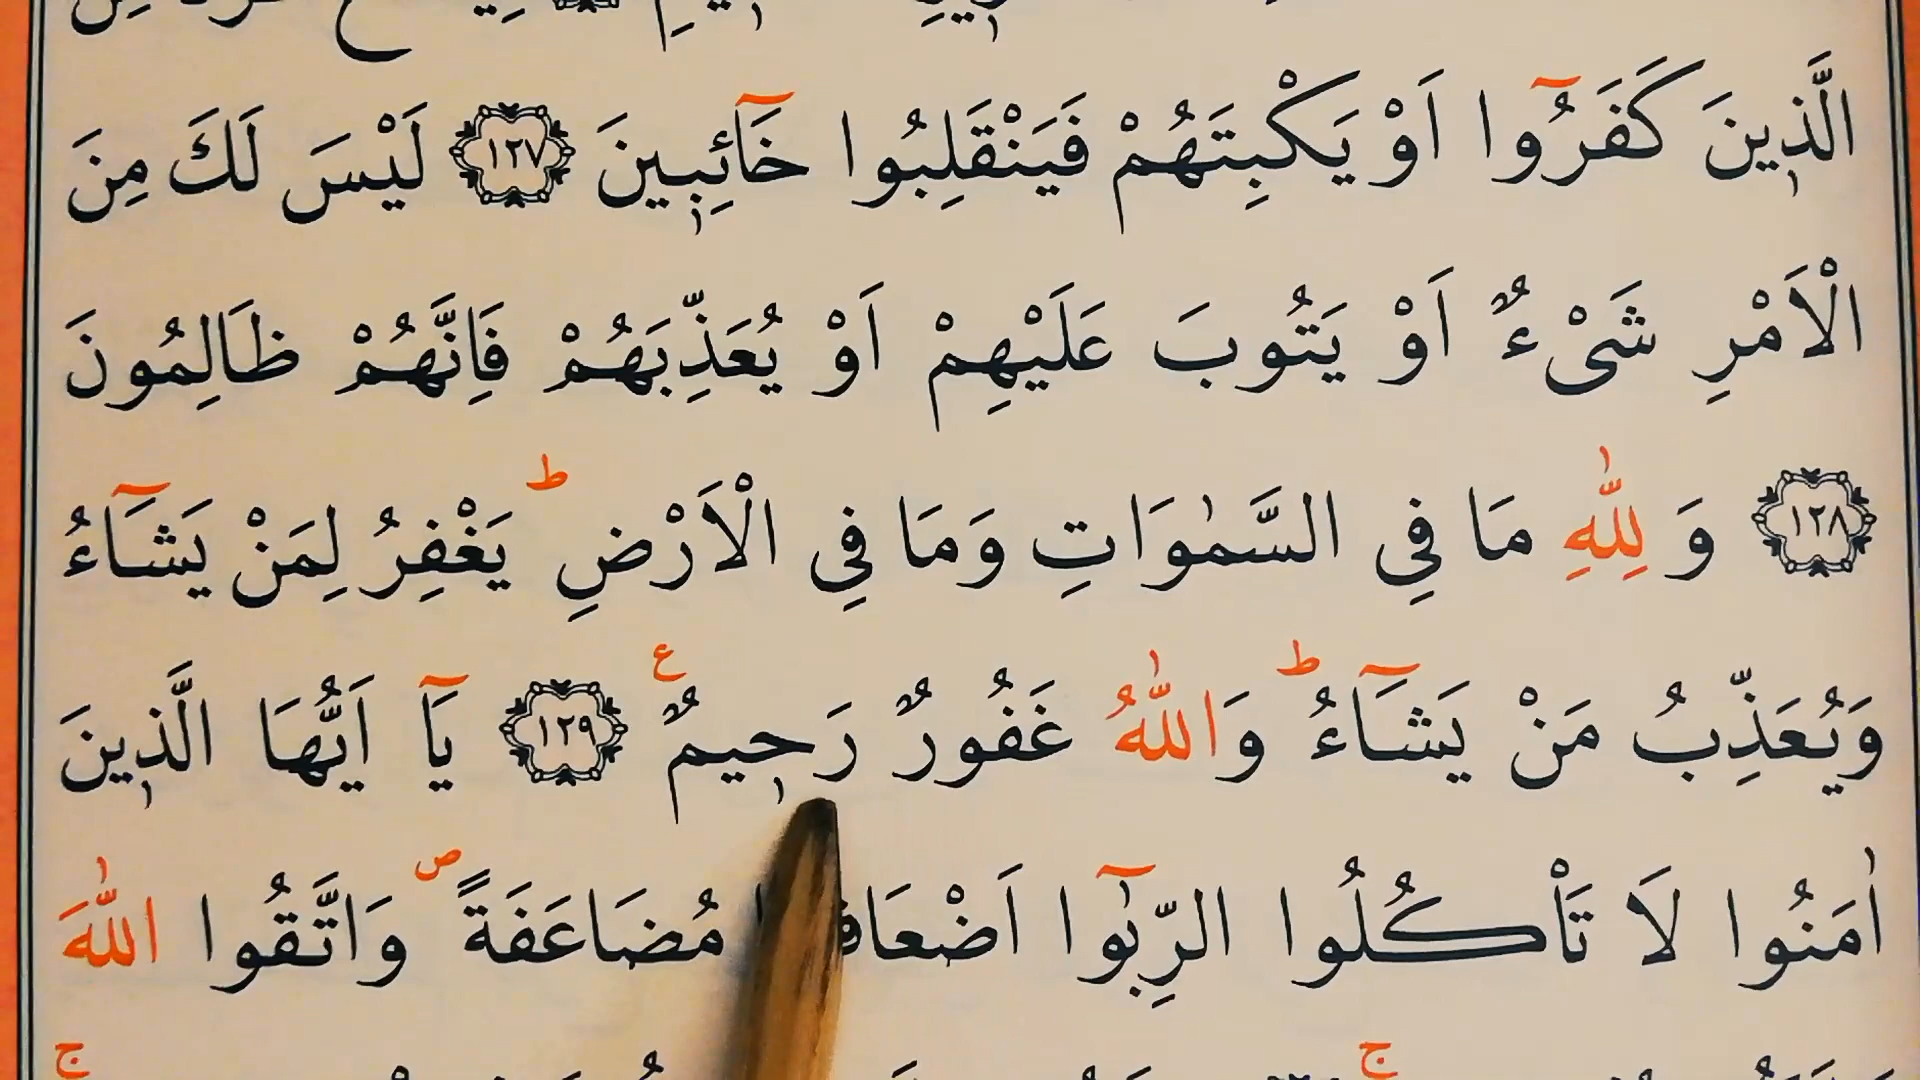 الَّذ۪ينَ كَفَرُٓوا اَوْ يَكْبِتَهُمْ فَيَنْقَلِبُوا خَٓائِب۪ينَ ﴿١٢٧﴾ لَيْسَ لَكَ مِنَ
الْاَمْرِ شَىْءٌ اَوْ يَتُوبَ عَلَيْهِمْ اَوْ يُعَذِّبَهُمْ فَاِنَّهُمْ ظَالِمُونَ
﴿١٢٨﴾ وَ لِلّٰهِ مَا فِى السَّمٰوَاتِ وَمَا فِى الْاَرْضِ ط يَغْفِرُ لِمَنْ يَشَٓاءُ
وَيُعَذِّبُ مَنْ يَشَٓاءُ ط وَاللّٰهُ غَفُورٌ رَح۪يمٌ ع ﴿١٢٩﴾ يَٓا اَيُّهَا الَّذ۪ينَ
اٰمَنُوا لَا تَأْكُلُوا الرِّبٰٓوا اَضْعَافًا مُضَاعَفَةً ص وَاتَّقُوا اللّٰهَ
ج ج